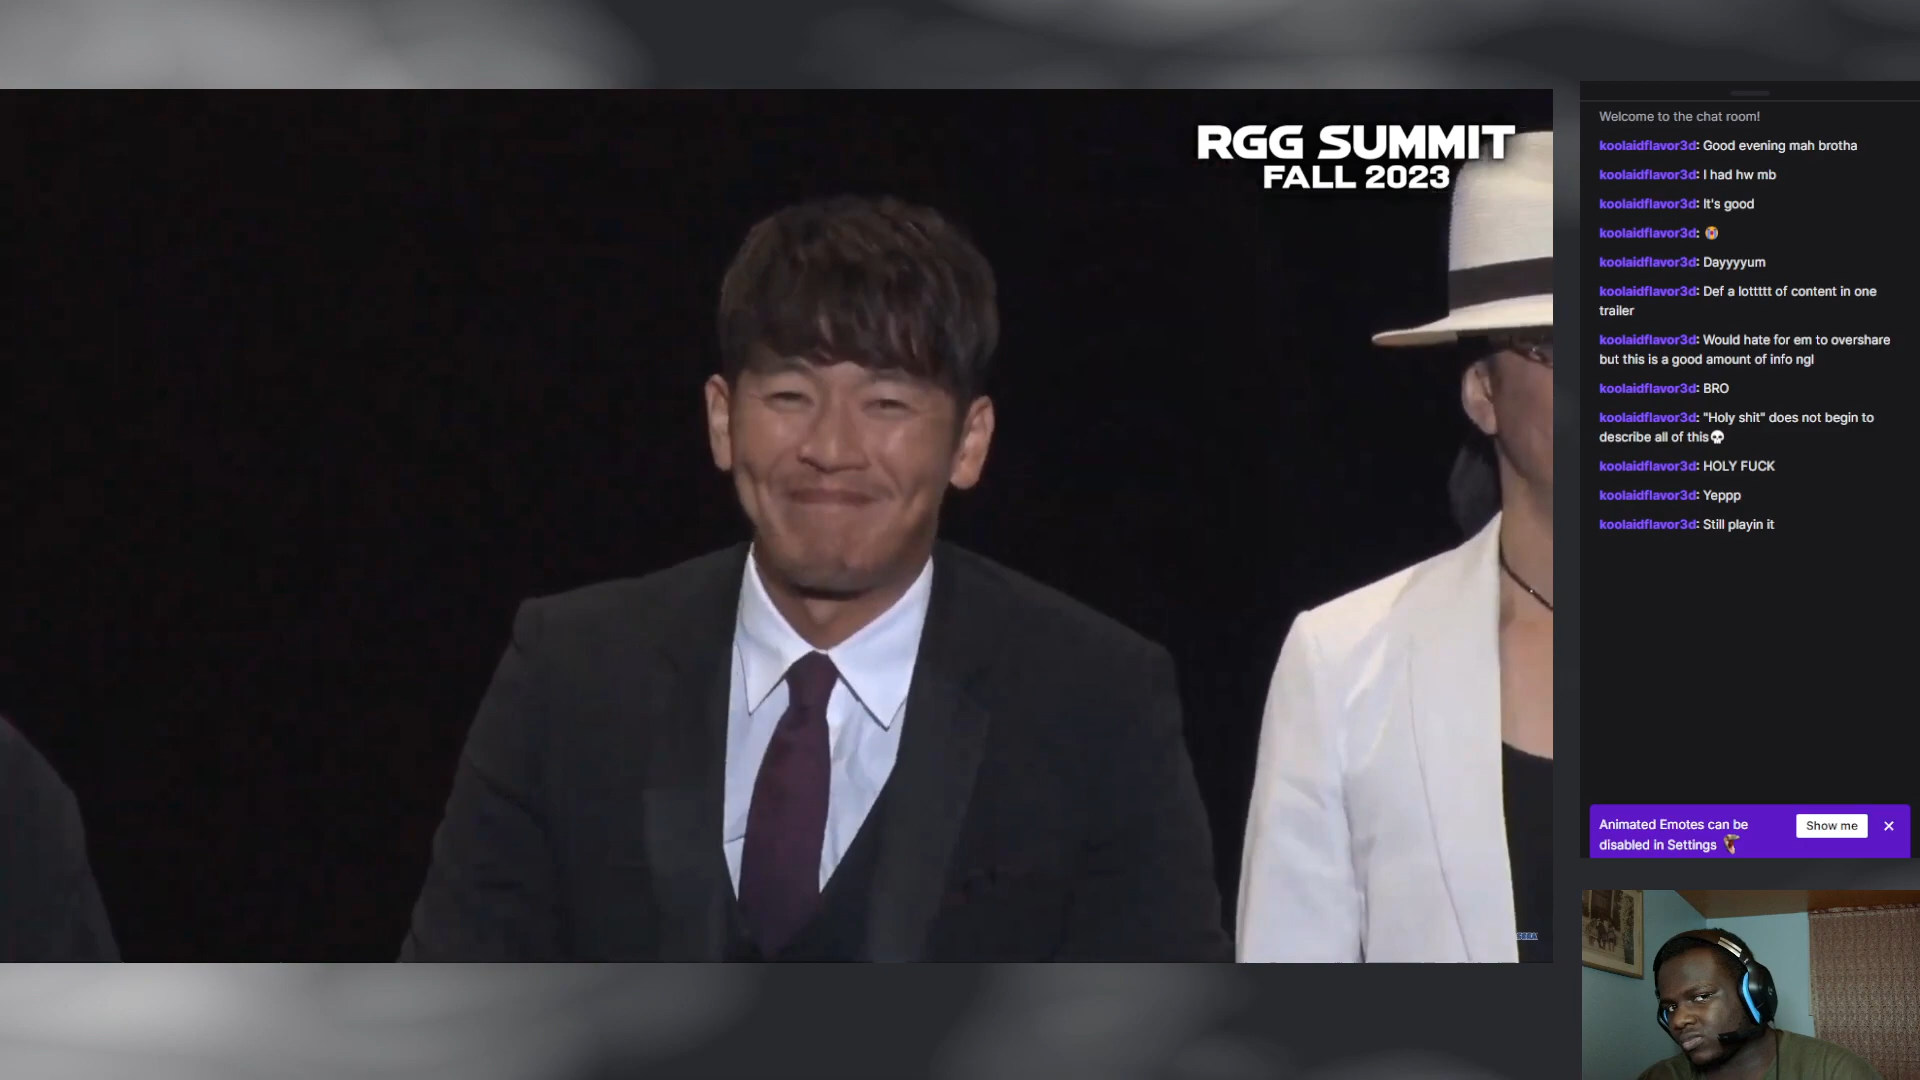 RGG SUMMIT
FALL 2023
Welcome to the chat room!
koolaidflavor3d: Good evening mah brotha
koolaidflavor3d: I had hw mb
koolaidflavor3d: It's good
koolaidflavor3d:
koolaidflavor3d: Dayyyyum
koolaidflavor3d: Def a lottttt of content in one
trailer
koolaidflavor3d: Would hate for em to overshare
but this is a good amount of info ngl
koolaidflavor3d: BRO
koolaidflavor3d: "Holy shit" does not begin to
describe all of this💀
koolaidflavor3d: HOLY FUCK
koolaidflavor3d: Yeppp
koolaidflavor3d: Still playin it
Animated Emotes can be
disabled in Settings
Show me
SEGA